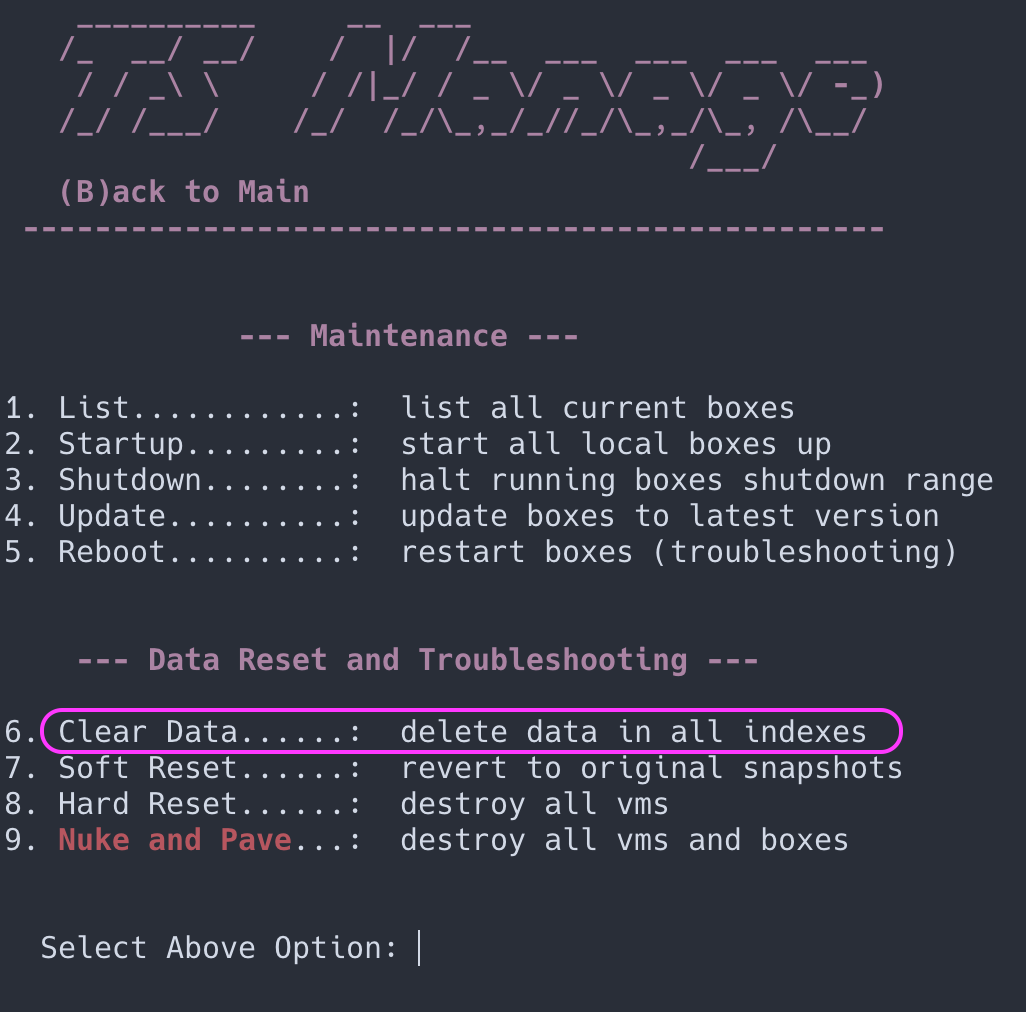 TS Manage
(B)ack to Main
------------------------------------------------
--- Maintenance ---
1. List............: list all current boxes
2. Startup.........: start all local boxes up
3. Shutdown........: halt running boxes shutdown range
4. Update..........: update boxes to latest version
5. Reboot..........: restart boxes (troubleshooting)
--- Data Reset and Troubleshooting ---
6. Clear Data......: delete data in all indexes
7. Soft Reset......: revert to original snapshots
8. Hard Reset......: destroy all vms
9. Nuke and Pave...: destroy all vms and boxes
Select Above Option: